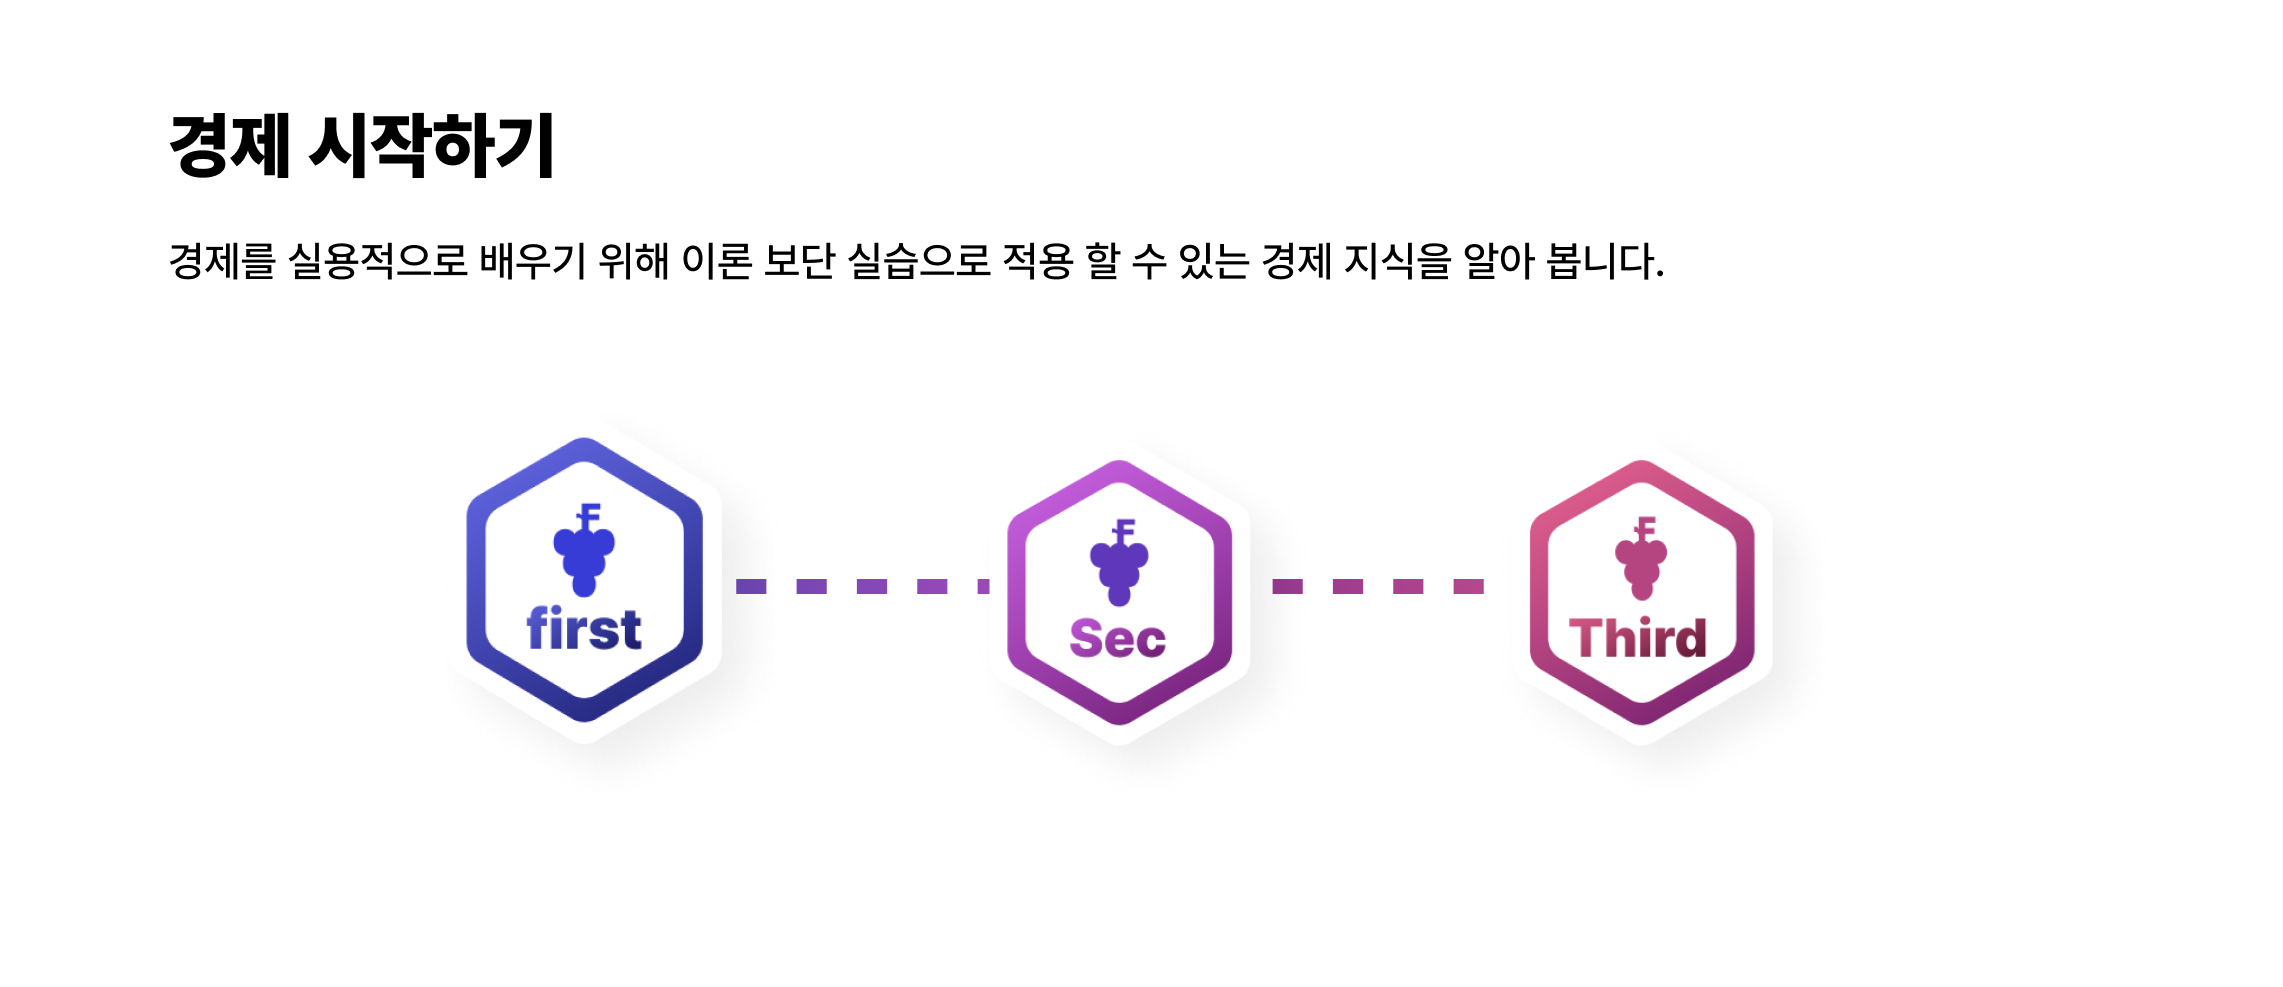 경제 시작하기
경제를 실용적으로 배우기 위해 이론 보단 실습으로 적용 할 수 있는 경제 지식을 알아 봅니다.
F
first
F
Sec
F
Third